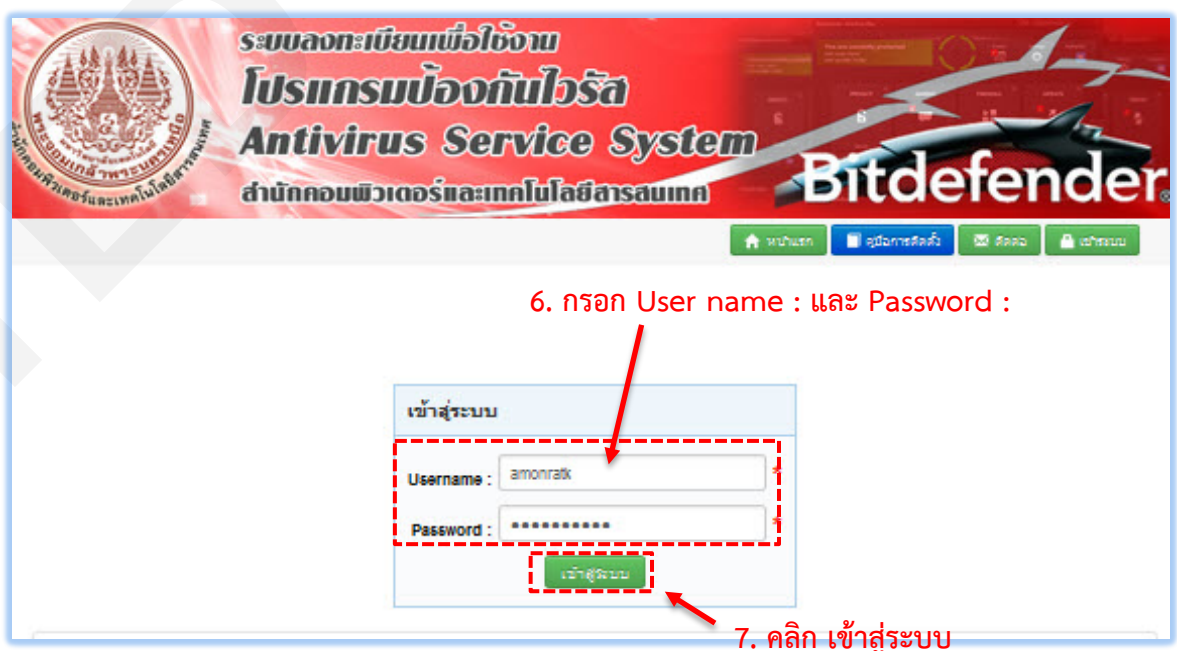 ระบบลงทะเบียนเพื่อใช้งาน
โปรแกรมป้องกันไวรัส
Antivirus Service System
สำนักคอมพิวเตอร์และเทคโนโลยีสารสนเทศ
Bitdefender
หน้าแรก
คู่มือการติดตั้ง
ติดต่อ
เข้าระบบ
6. กรอก User name : และ Password :
เข้าสู่ระบบ
Username : amonratk *
Password : •••••••••• *
เข้าสู่ระบบ
7. คลิก เข้าสู่ระบบ